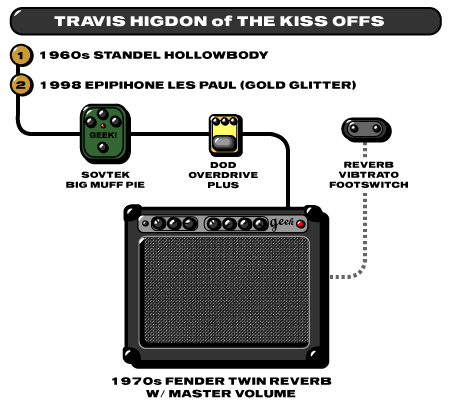 TRAVIS HIGDON of THE KISS OFFS
1 1960s STANDEL HOLLOWBODY
2 1998 EPIPIHONE LES PAUL (GOLD GLITTER)
GEEK!
SOVTEK
BIG MUFF PIE
DOD
OVERDRIVE
PLUS
REVERB
VIBTRATO
FOOTSWITCH
geek
1970s FENDER TWIN REVERB
W/ MASTER VOLUME